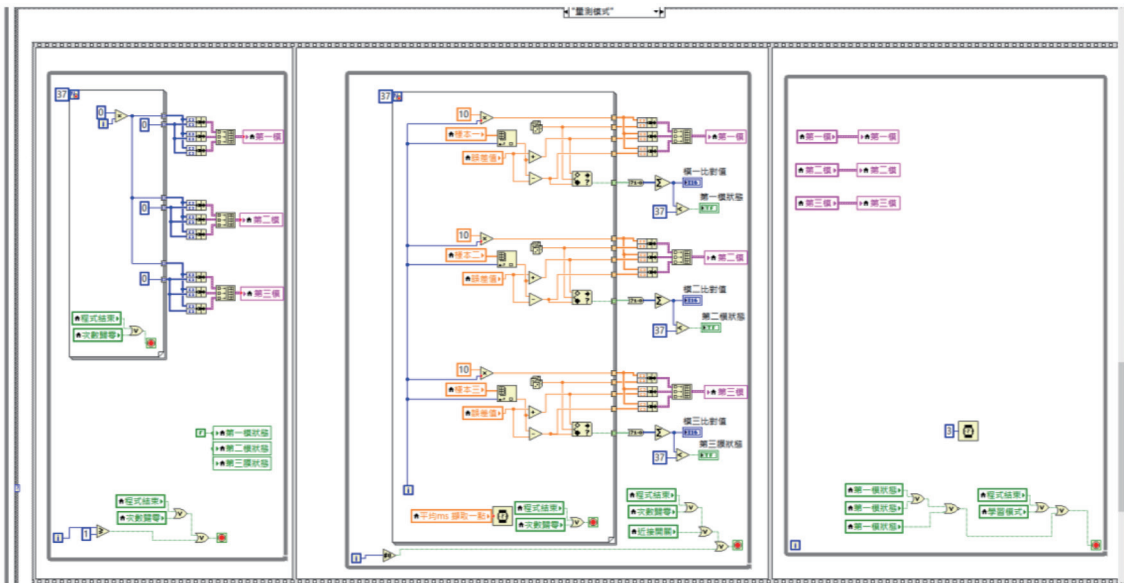 "量測模式"
37
0
i
0
第一模
0
第二模
0
第三模
程式結束
次數歸零
F
第一模狀態
第二模狀態
第三膜狀態
程式結束
次數歸零
i
1
37
10
樣本一
誤差值
第一模
模一比對值
第一模狀態
37
10
樣本二
誤差值
第二模
模二比對值
第二模狀態
37
10
樣本三
誤差值
第三模
模三比對值
第三膜狀態
37
i
平均ms 擷取一點
程式結束
次數歸零
程式結束
次數歸零
近接開關
i
第一模
第一模
第二模
第二模
第三模
第三模
3
第一模狀態
第一模狀態
第一模狀態
程式結束
學習模式
i